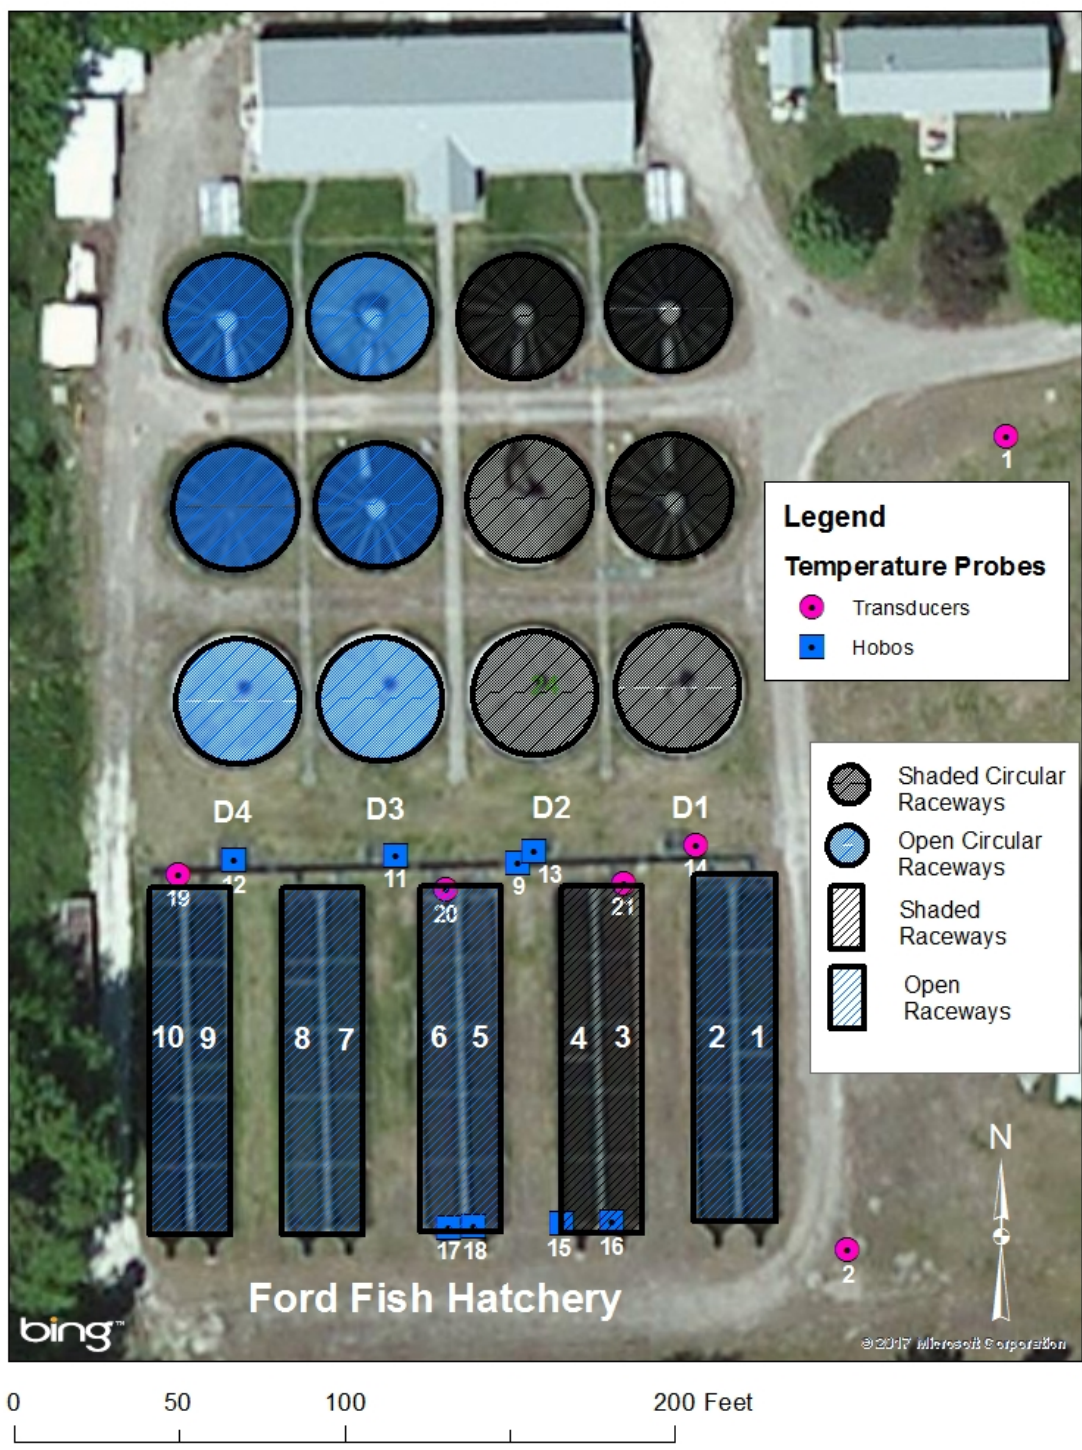 1
Legend
Temperature Probes
Transducers
Hobos
24
Shaded Circular
Raceways
Open Circular
Raceways
Shaded
Raceways
Open
Raceways
D4 D3 D2 D1
19 12 11 20 9 13 21 14
10 9 8 7 6 5 4 3 2 1
N
17 18 15 16
2
Ford Fish Hatchery
bing™
© 2017 Microsoft Corporation
0 50 100 200 Feet